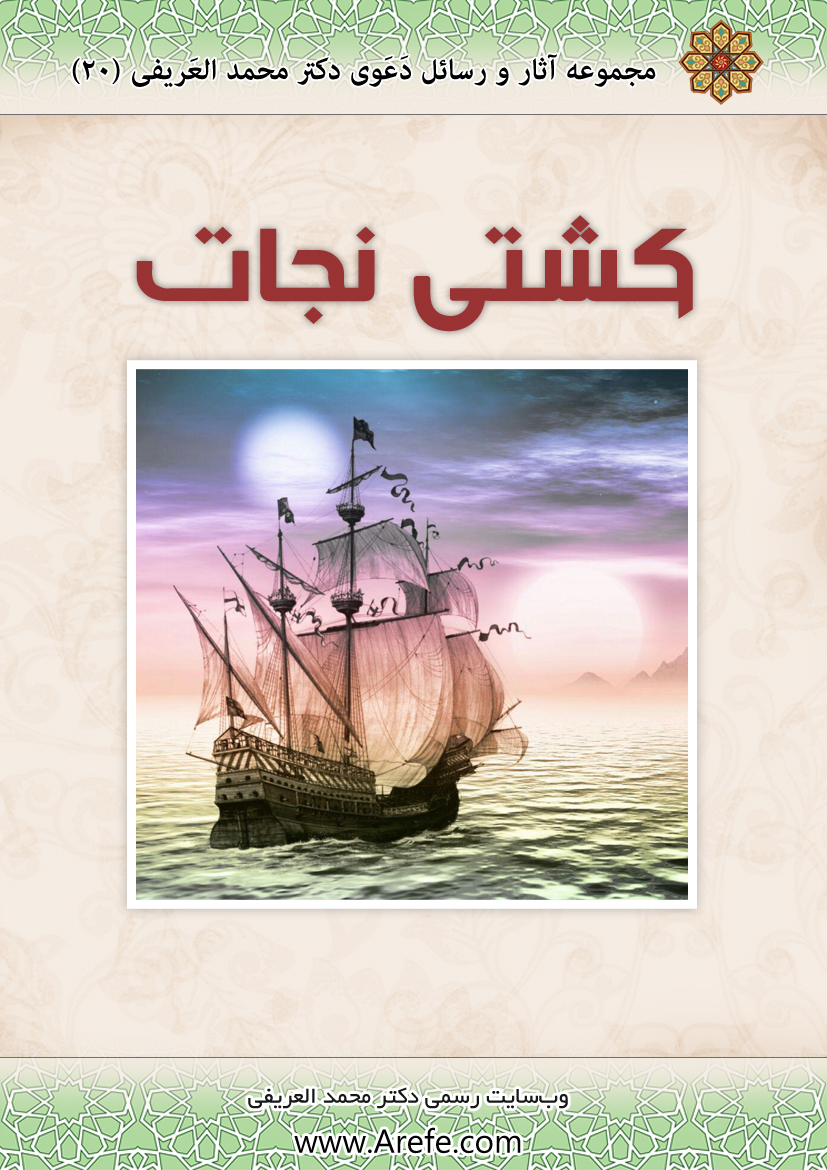 مجموعه آثار و رسائل دَعَوی دکتر محمد العَریفی (۲۰)
کشتی نجات
وب‌سایت رسمی دکتر محمد العریفی
www.Arefe.com